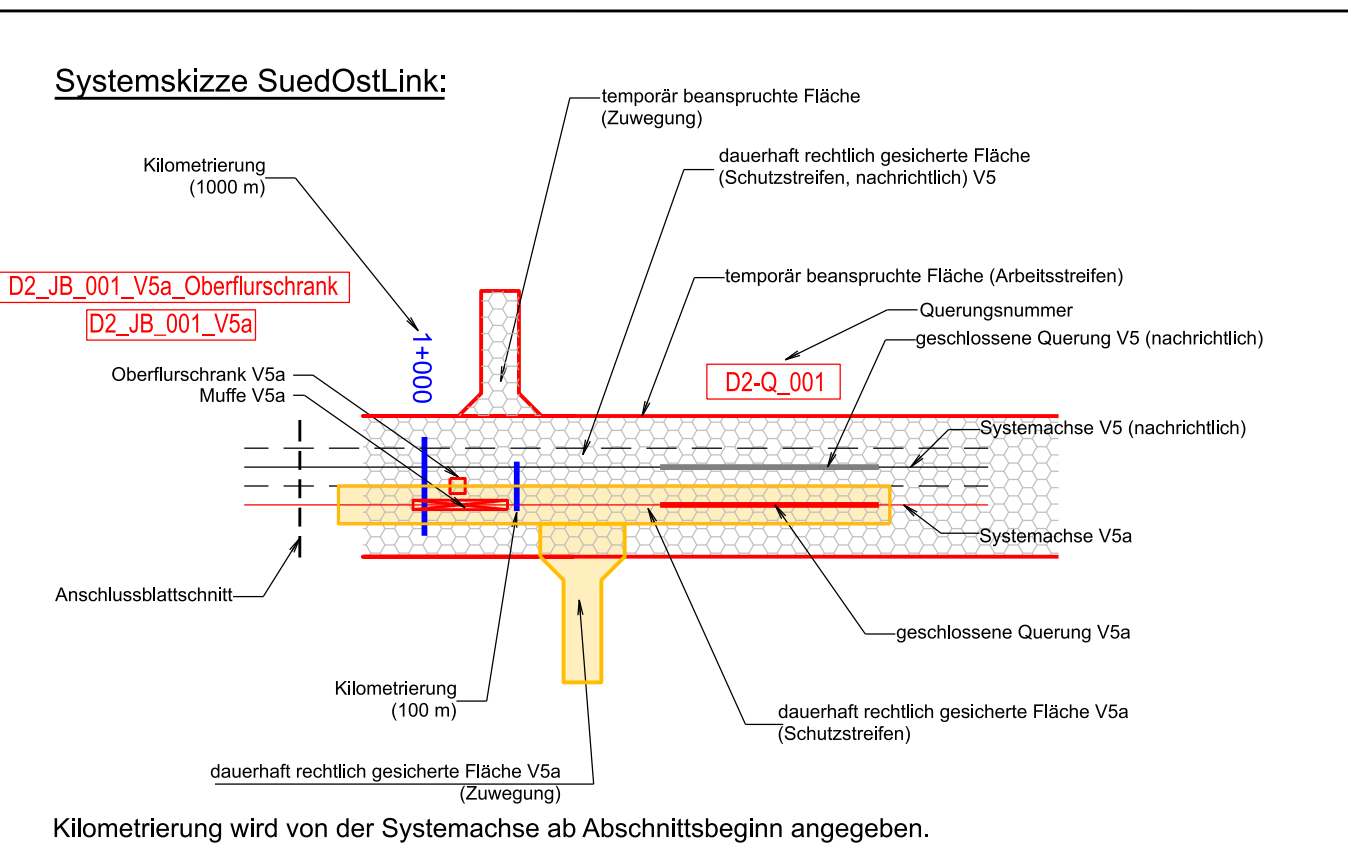 Systemskizze SuedOstLink:
temporär beanspruchte Fläche
(Zuwegung)
Kilometrierung
(1000 m)
dauerhaft rechtlich gesicherte Fläche
(Schutzstreifen, nachrichtlich) V5
D2_JB_001_V5a_Oberflurschrank
D2_JB_001_V5a
temporär beanspruchte Fläche (Arbeitsstreifen)
Querungsnummer
geschlossene Querung V5 (nachrichtlich)
1+000
D2-Q_001
Oberflurschrank V5a
Muffe V5a
Systemachse V5 (nachrichtlich)
Systemachse V5a
Anschlussblattschnitt
geschlossene Querung V5a
Kilometrierung
(100 m)
dauerhaft rechtlich gesicherte Fläche V5a
(Schutzstreifen)
dauerhaft rechtlich gesicherte Fläche V5a
(Zuwegung)
Kilometrierung wird von der Systemachse ab Abschnittsbeginn angegeben.